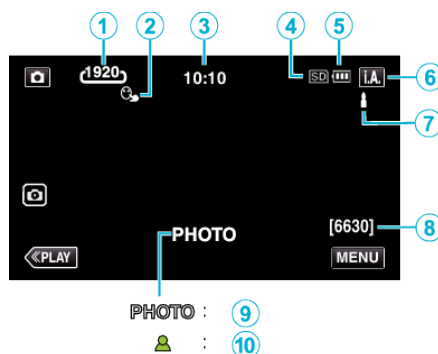 1 2 3 4 5
1920 10:10 SD i.A. 6
7
PHOTO [6630] 8
≪PLAY MENU
PHOTO : 9
: 10